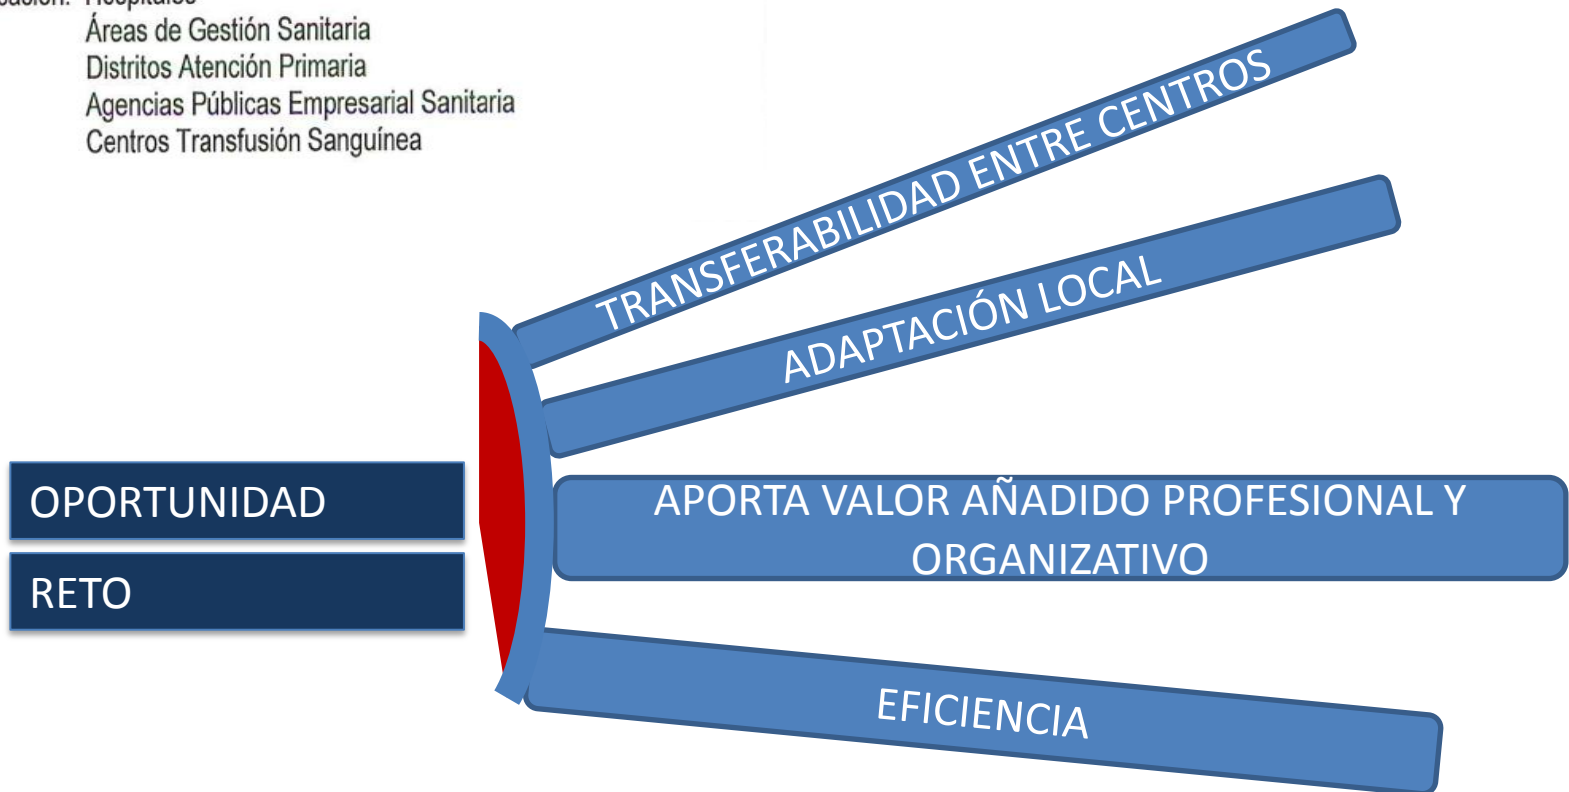 Hospitales
Áreas de Gestión Sanitaria
Distritos Atención Primaria
Agencias Públicas Empresarial Sanitaria
Centros Transfusión Sanguínea
TRANSFERABILIDAD ENTRE CENTROS
ADAPTACIÓN LOCAL
OPORTUNIDAD
RETO
APORTA VALOR AÑADIDO PROFESIONAL Y
ORGANIZATIVO
EFICIENCIA